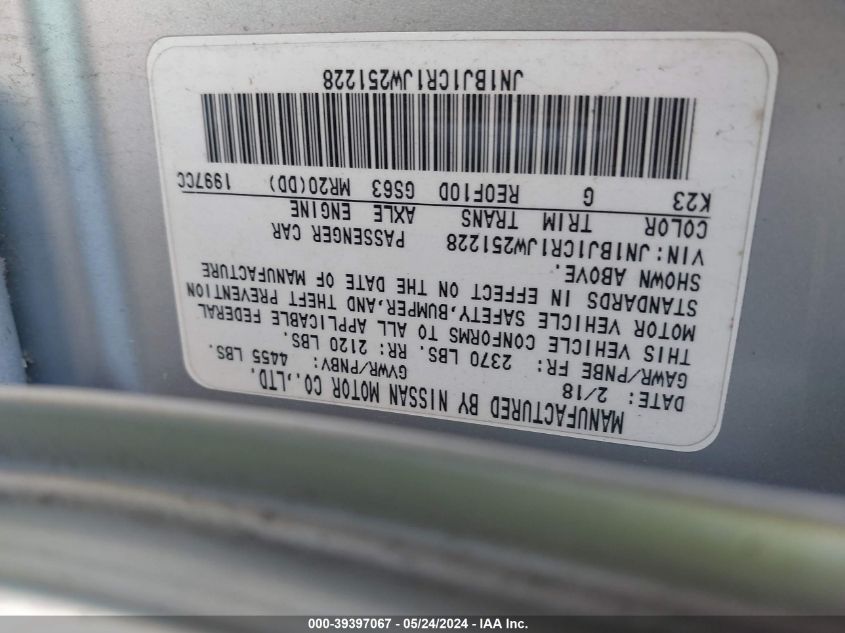 MANUFACTURED BY NISSAN MOTOR CO.,LTD.
DATE: 2/18 GVWR/PNBV: 4455 LBS.
GAWR/PNBE FR: 2370 LBS. RR: 2120 LBS.
THIS VEHICLE CONFORMS TO ALL APPLICABLE FEDERAL
MOTOR VEHICLE SAFETY,BUMPER,AND THEFT PREVENTION
STANDARDS IN EFFECT ON THE DATE OF MANUFACTURE
SHOWN ABOVE.
VIN:JN1BJ1CR1JW251228 PASSENGER CAR
COLOR TRIM TRANS AXLE ENGINE
K23 G RE0F10D GS63 MR20(DD) 1997CC
JN1BJ1CR1JW251228
000-39397067 - 05/24/2024 - IAA Inc.